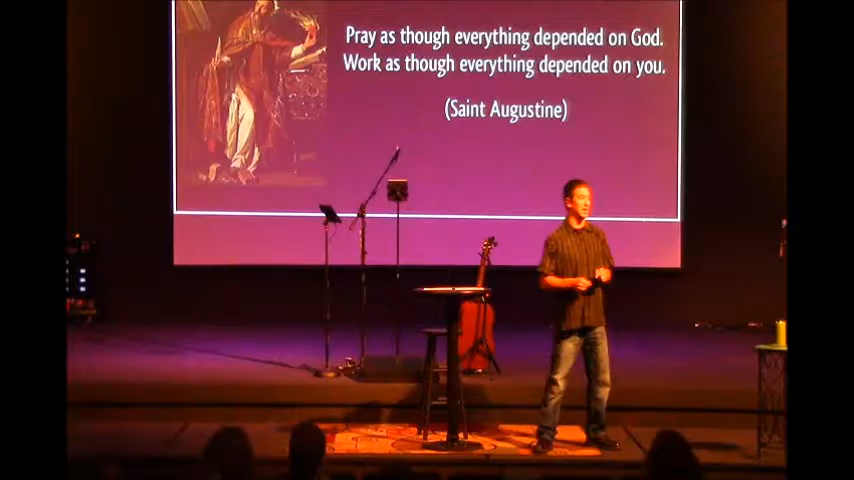 Pray as though everything depended on God.
Work as though everything depended on you.
(Saint Augustine)